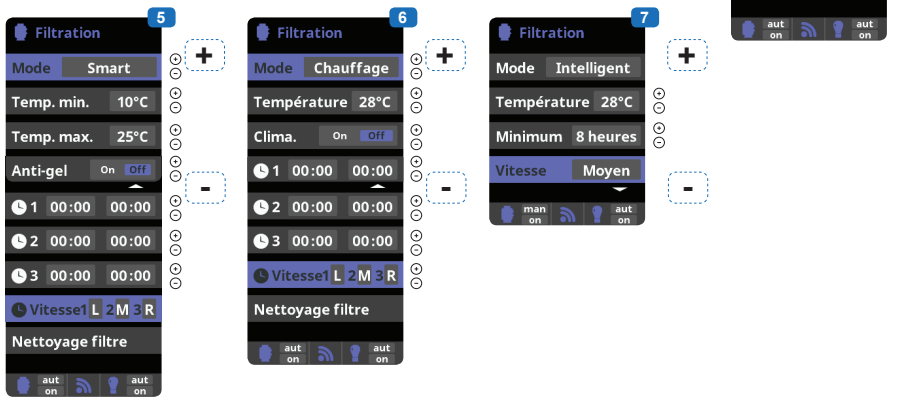 5
Filtration
Mode Smart
Temp. min. 10°C
Temp. max. 25°C
Anti-gel On Off
1 00:00 00:00
2 00:00 00:00
3 00:00 00:00
Vitesse1 L 2 M 3 R
Nettoyage filtre
aut on aut on
+
-
6
Filtration
Mode Chauffage
Température 28°C
Clima. On Off
1 00:00 00:00
2 00:00 00:00
3 00:00 00:00
Vitesse1 L 2 M 3 R
Nettoyage filtre
aut on aut on
+
-
7
Filtration
Mode Intelligent
Température 28°C
Minimum 8 heures
Vitesse Moyen
man on aut on
+
-
aut on aut on